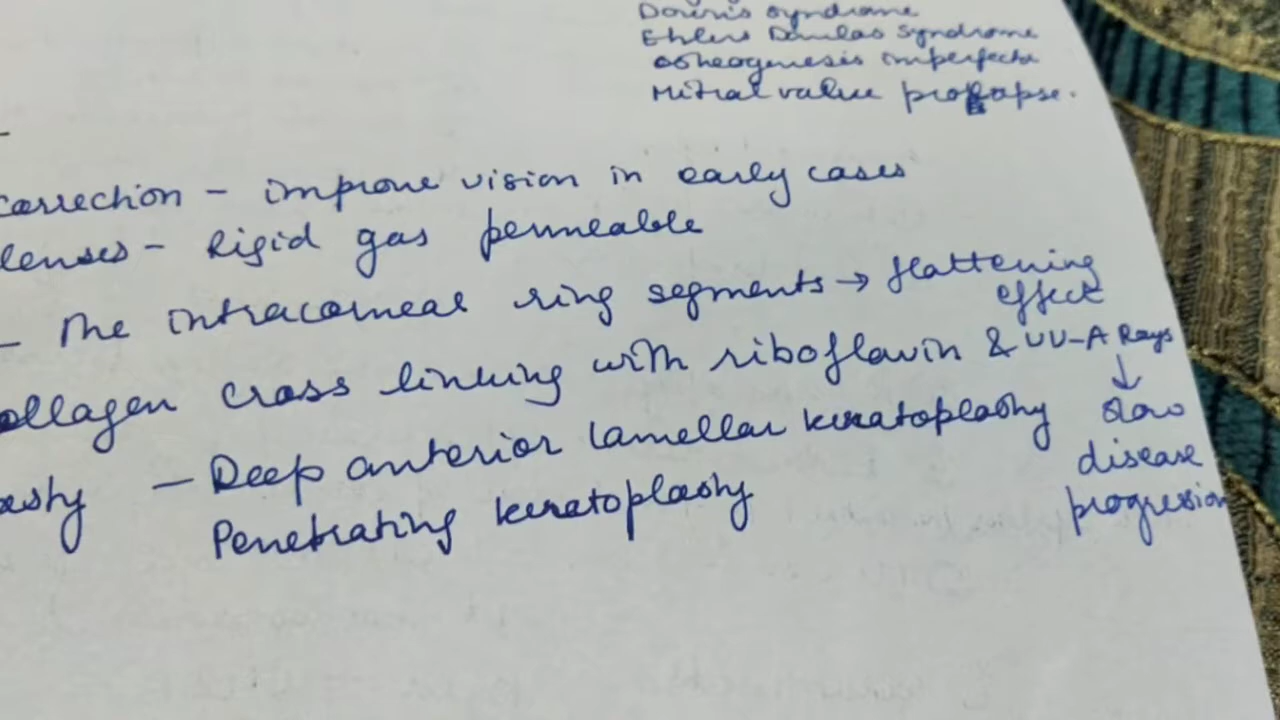 Down's syndrome
Ehlers Danlos Syndrome
osteogenesis imperfecta
Mitral value prolapse.
correction - improve vision in early cases
lenses - Rigid gas permeable
- The intracorneal ring segments → flattening effect
ollagen cross linking with riboflavin & UV-A Rays
↓
asty - Deep anterior lamellar keratoplasty slow
disease
Penetrating keratoplasty progression